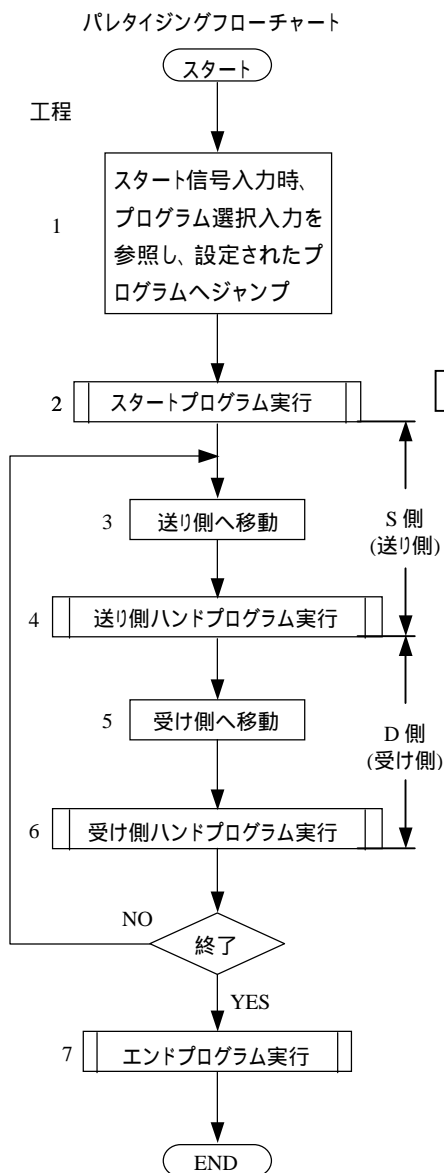 パレタイジングフローチャート
スタート
工程
1
スタート信号入力時、
プログラム選択入力を
参照し、設定されたプ
ログラムへジャンプ
2
スタートプログラム実行
3
送り側へ移動
S 側
(送り側)
4
送り側ハンドプログラム実行
5
受け側へ移動
D 側
(受け側)
6
受け側ハンドプログラム実行
NO
終了
YES
7
エンドプログラム実行
END